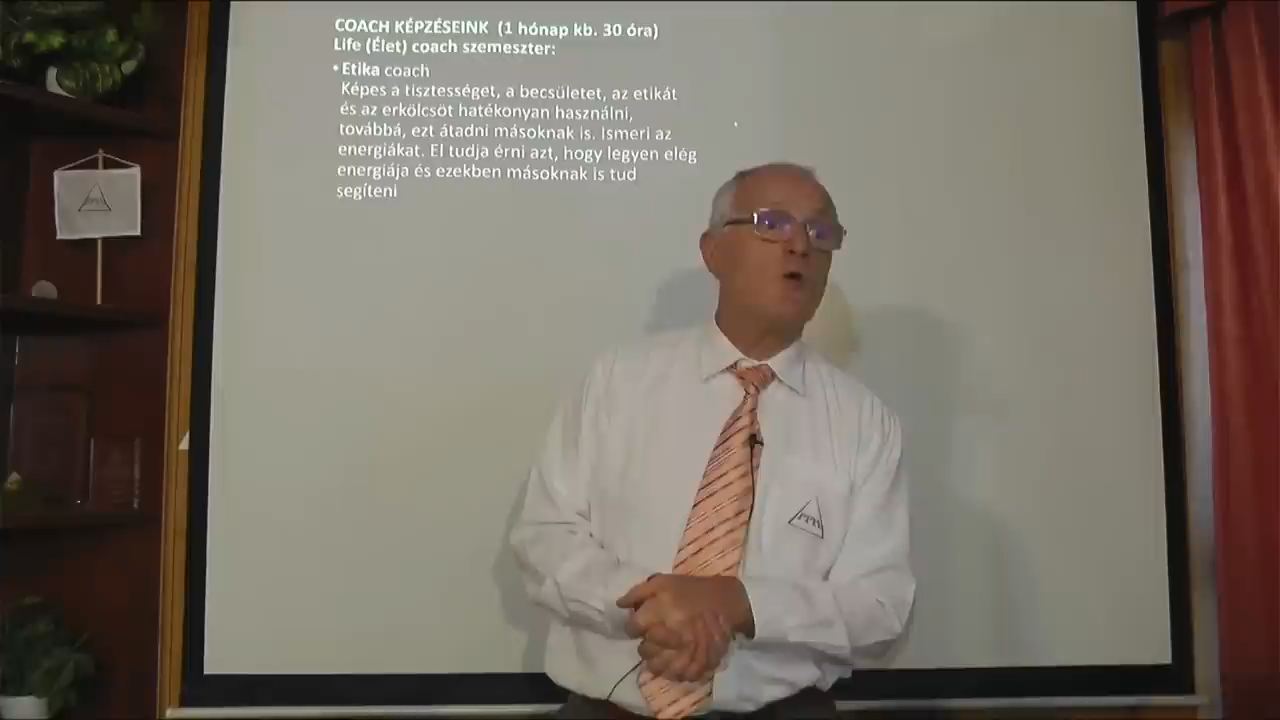 COACH KÉPZÉSEINK (1 hónap kb. 30 óra)
Life (Élet) coach szemeszter:
• Etika coach
Képes a tisztességet, a becsületet, az etikát
és az erkölcsöt hatékonyan használni,
továbbá, ezt átadni másoknak is. Ismeri az
energiákat. El tudja érni azt, hogy legyen elég
energiája és ezekben másoknak is tud
segíteni